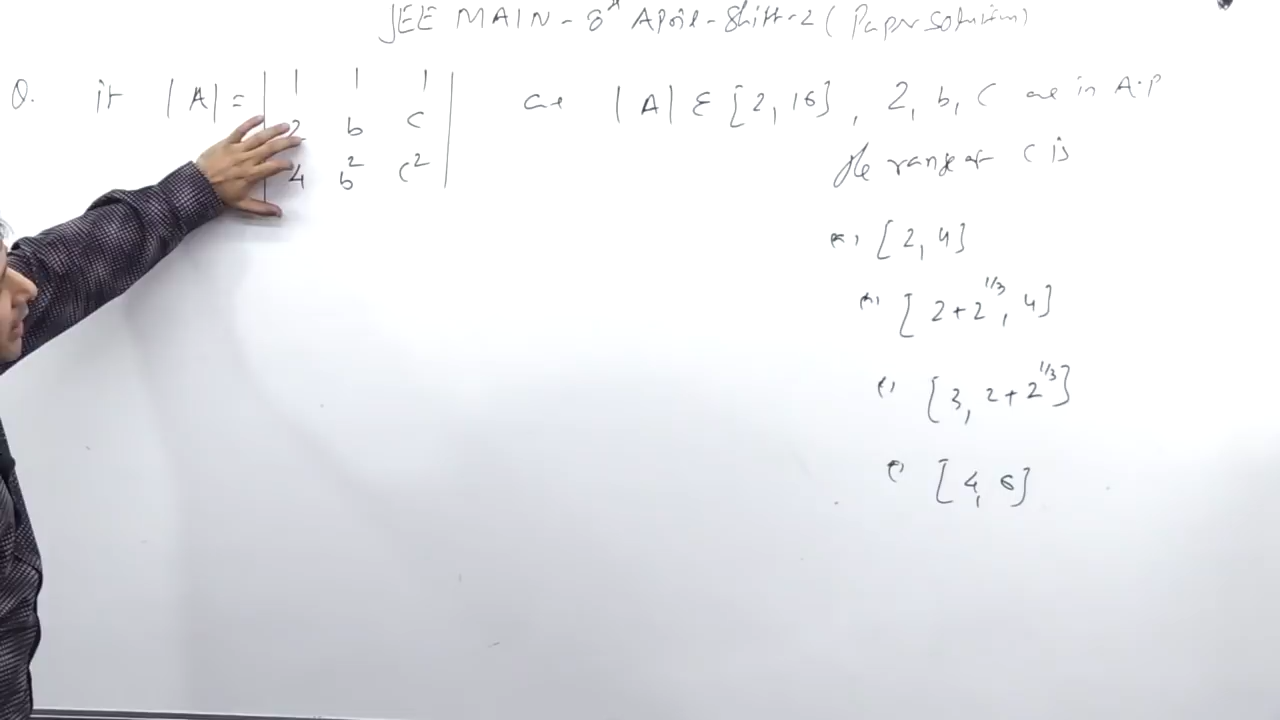 JEE MAIN - 8th April - Shift-2 (Paper solution)
Q. if |A| = | 1 1 1 | and |A| ∈ [2, 16], 2, b, c are in A.P
2 b c
4 b² c²
the range of c is
[2, 4]
[2+2^1/3, 4]
[3, 2+2^1/3]
[4, 6]